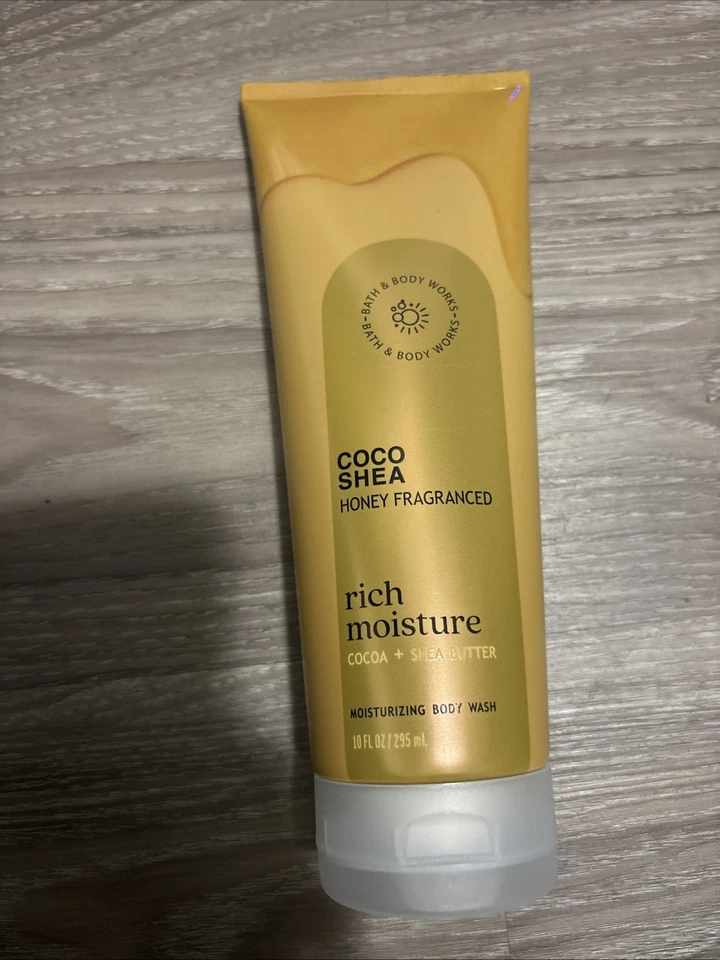 BATH & BODY WORKS
BATH & BODY WORKS
COCO
SHEA
HONEY FRAGRANCED
rich
moisture
COCOA + SHEA BUTTER
MOISTURIZING BODY WASH
10 FL OZ / 295 mL